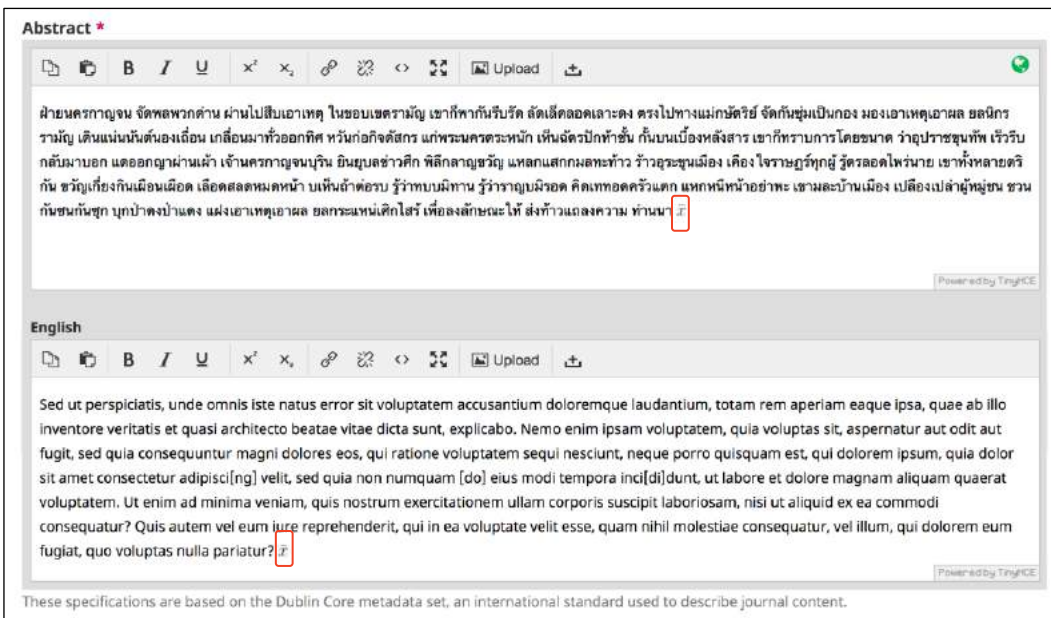 Abstract *
B I U x² x₂ <> Upload
ฝ่ายนครกาญจน จัดพลพวกด่าน ผ่านไปสืบเอาเหตุ ในขอบเขตรามัญ เขาก็พากันรีบรัด ลัดเล็ดลอดเลาะดง ตรงไปทางแม่กษัตริย์ จัดกันซุ่มเป็นกอง มองเอาเหตุเอาผล ยลนิกร
รามัญ เดินแน่นนันต์นองเถื่อน เกลื่อนมาทั่วออกทิศ หวันก่อกิจดัสกร แก่พระนครตระหนัก เห็นฉัตรปักห้าชั้น กั้นบนเบื้องหลังสาร เขาก็ทราบการโดยขนาด ว่าอุปราชขุนทัพ เร็วรีบ
กลับมาบอก แดออกญาผ่านเผ้า เจ้านครกาญจนบุริน ยินยุบลข่าวศึก พิลึกลาญขวัญ แหลกแสกกมลทะท้าว ร้าวอุระขุนเมือง เคืองใจราษฎร์ทุกผู้ รู้ตรลอดไพร่นาย เขาทั้งหลายตริ
กัน ขวัญเกี่ยงกันเผือนเผือด เลือดสลดหมดหน้า บเห็นถ้าต่อรบ รู้ว่าทบบมิทาน รู้ว่าราญบมิรอด คิดเททอดครัวแตก แหกหนีหน้าอย่าหะ เขามละบ้านเมือง เปลืองเปล่าผู้หมู่ชน ชวน
กันซนกันซุก บุกป่าดงป่าแดง แฝงเอาเหตุเอาผล ยลกระแหน่เศิกไสร้ เพื่อลงลักษณะให้ ส่งท้าวแถลงความ ท่านนา x̄
Powered by TinyMCE
English
B I U x² x₂ <> Upload
Sed ut perspiciatis, unde omnis iste natus error sit voluptatem accusantium doloremque laudantium, totam rem aperiam eaque ipsa, quae ab illo
inventore veritatis et quasi architecto beatae vitae dicta sunt, explicabo. Nemo enim ipsam voluptatem, quia voluptas sit, aspernatur aut odit aut
fugit, sed quia consequuntur magni dolores eos, qui ratione voluptatem sequi nesciunt, neque porro quisquam est, qui dolorem ipsum, quia dolor
sit amet consectetur adipisci[ng] velit, sed quia non numquam [do] eius modi tempora inci[di]dunt, ut labore et dolore magnam aliquam quaerat
voluptatem. Ut enim ad minima veniam, quis nostrum exercitationem ullam corporis suscipit laboriosam, nisi ut aliquid ex ea commodi
consequatur? Quis autem vel eum iure reprehenderit, qui in ea voluptate velit esse, quam nihil molestiae consequatur, vel illum, qui dolorem eum
fugiat, quo voluptas nulla pariatur? x̄
Powered by TinyMCE
These specifications are based on the Dublin Core metadata set, an international standard used to describe journal content.